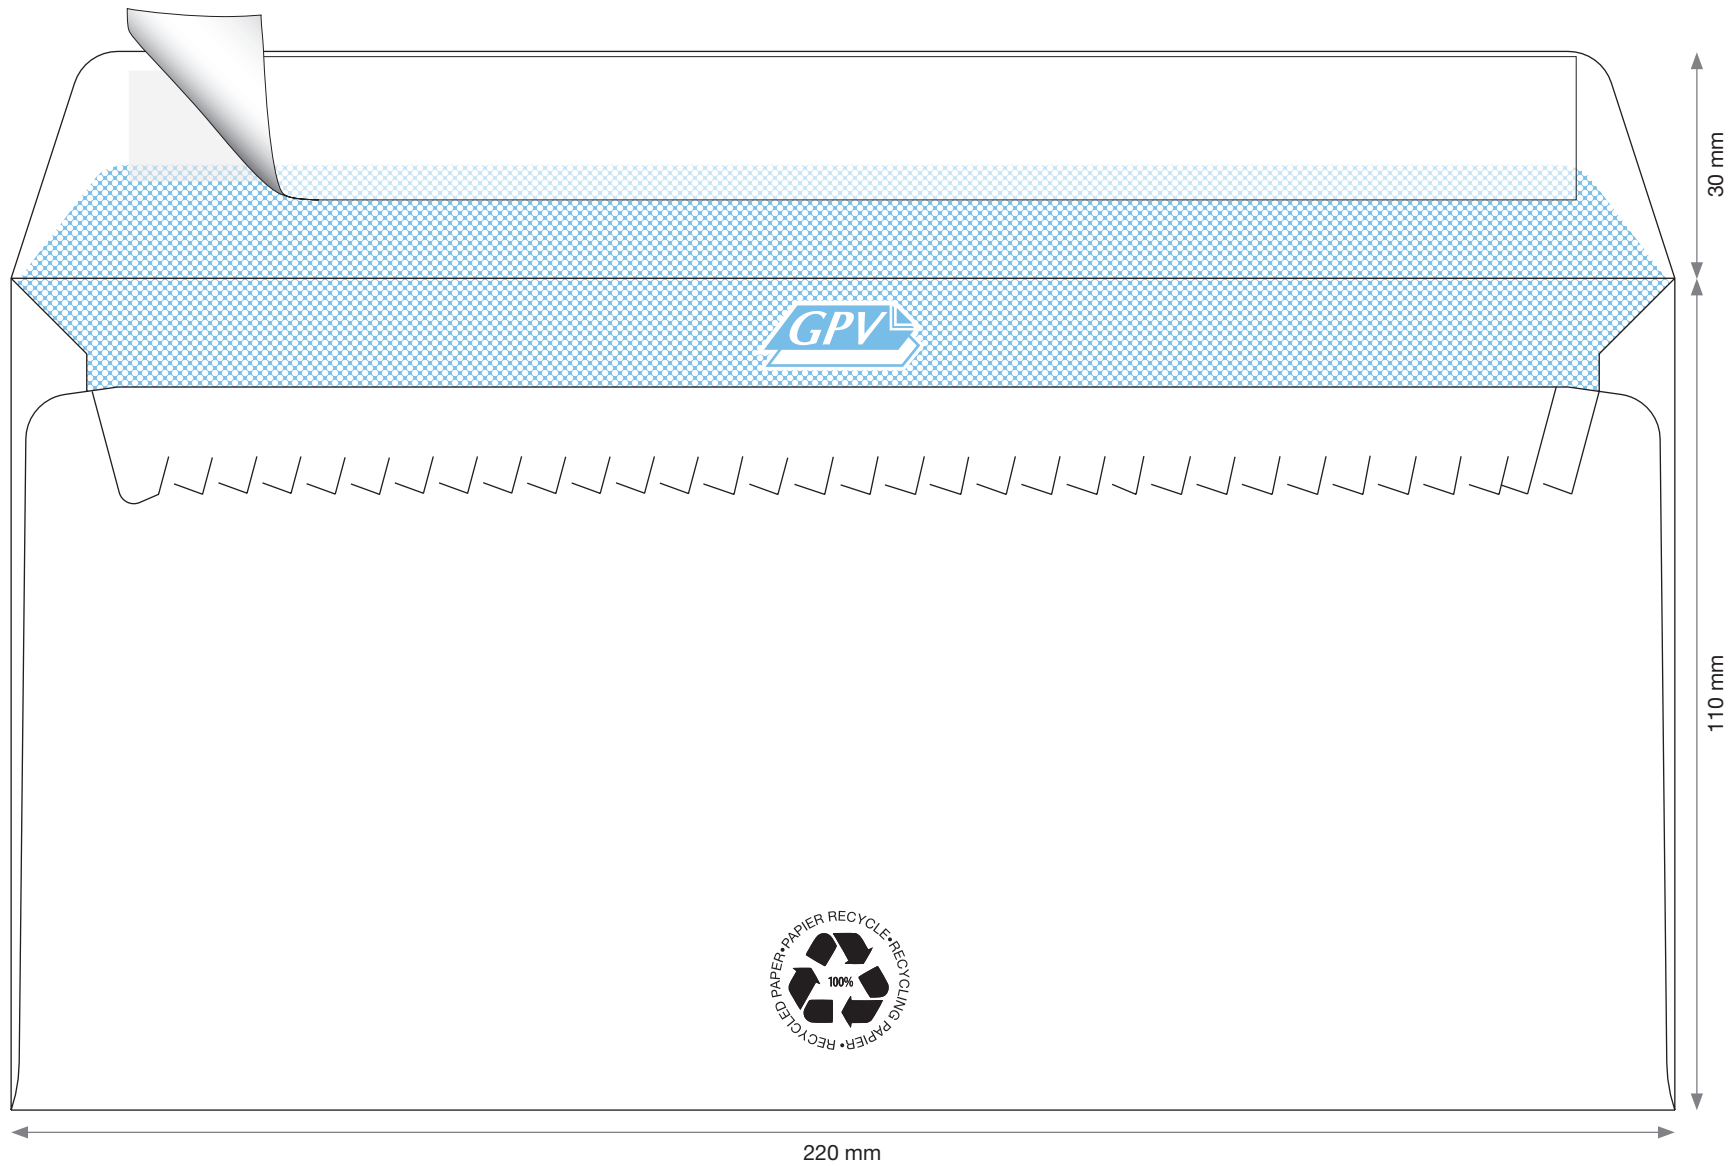 30 mm
GPV
110 mm
PAPIER RECYCLE•RECYCLING PAPIER•RECYCLED PAPER•
100%
220 mm